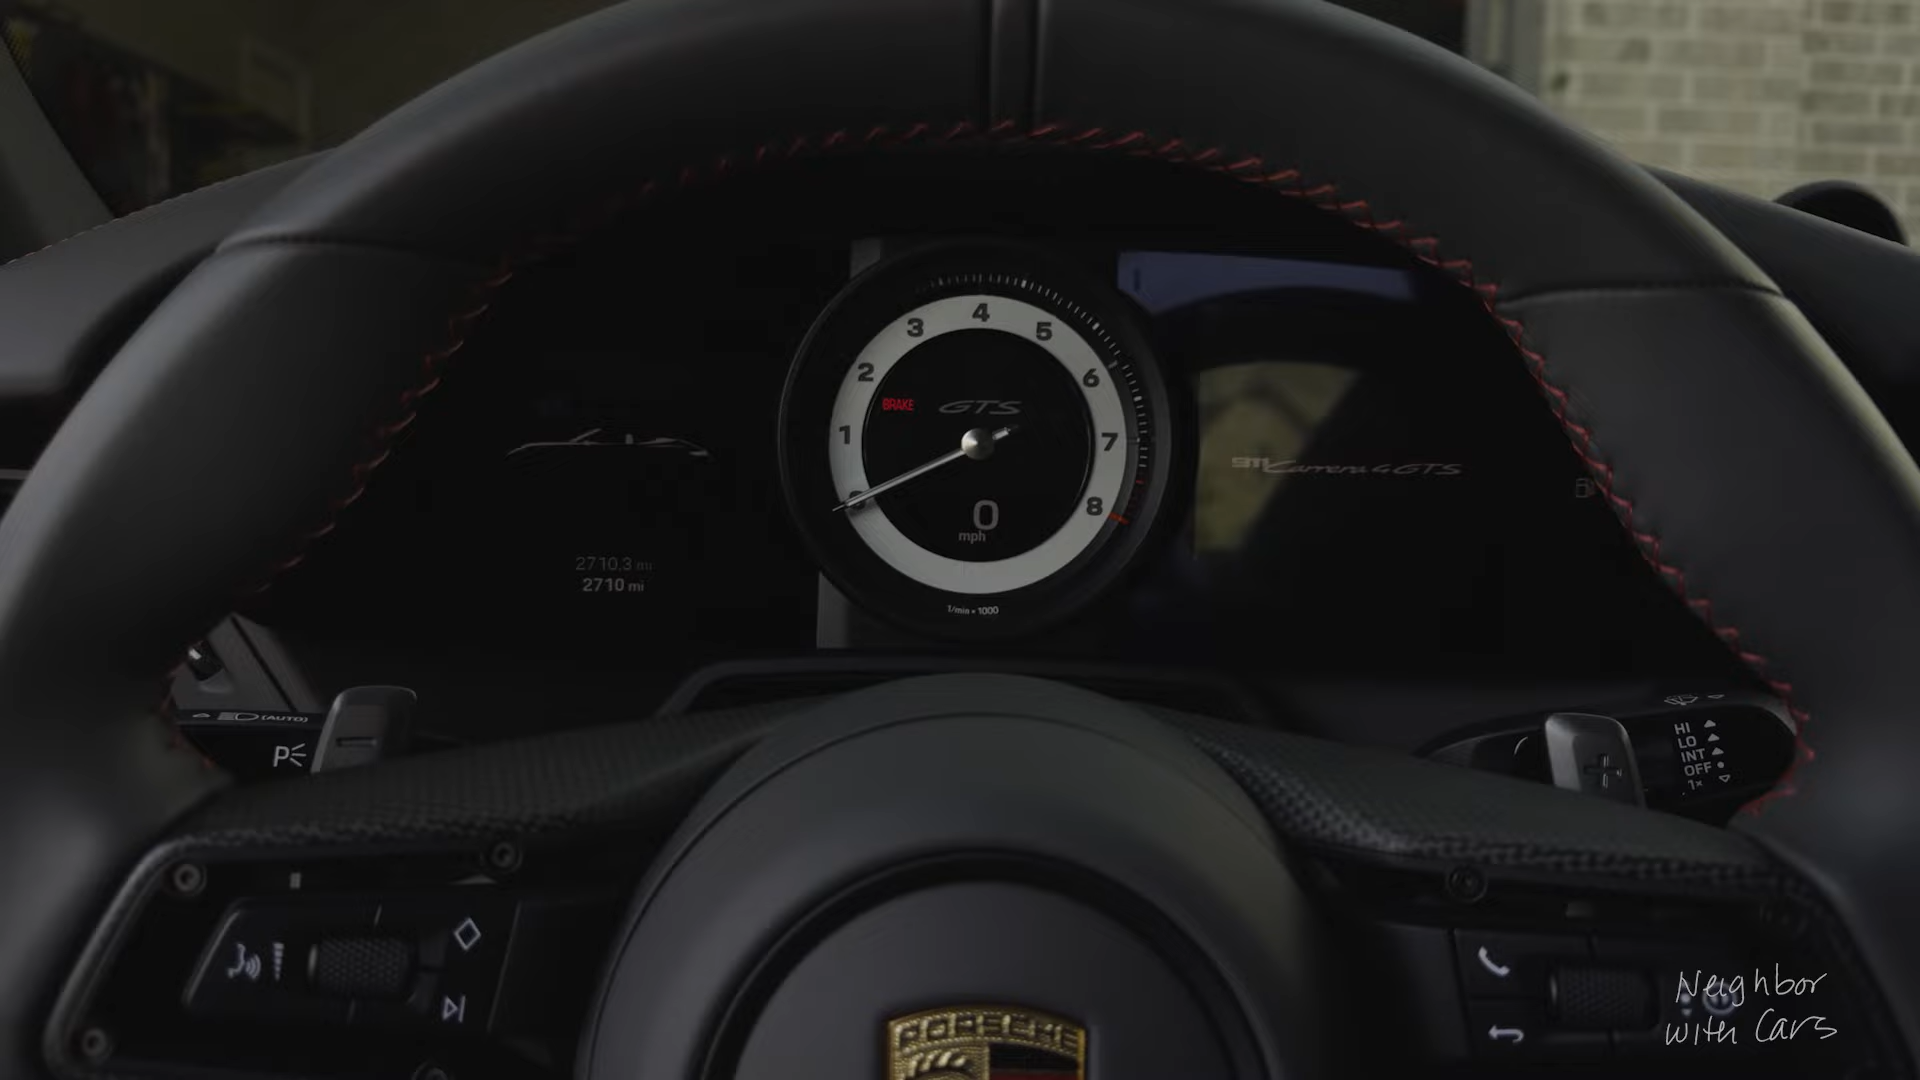 4
3
5
2
6
BRAKE
GTS
1
7
911 Carrera 4 GTS
0
8
0
mph
2710.3 mi
2710 mi
1/min × 1000
(AUTO)
P
HI
LO
INT
OFF
1x
PORSCHE
Neighbor
with Cars